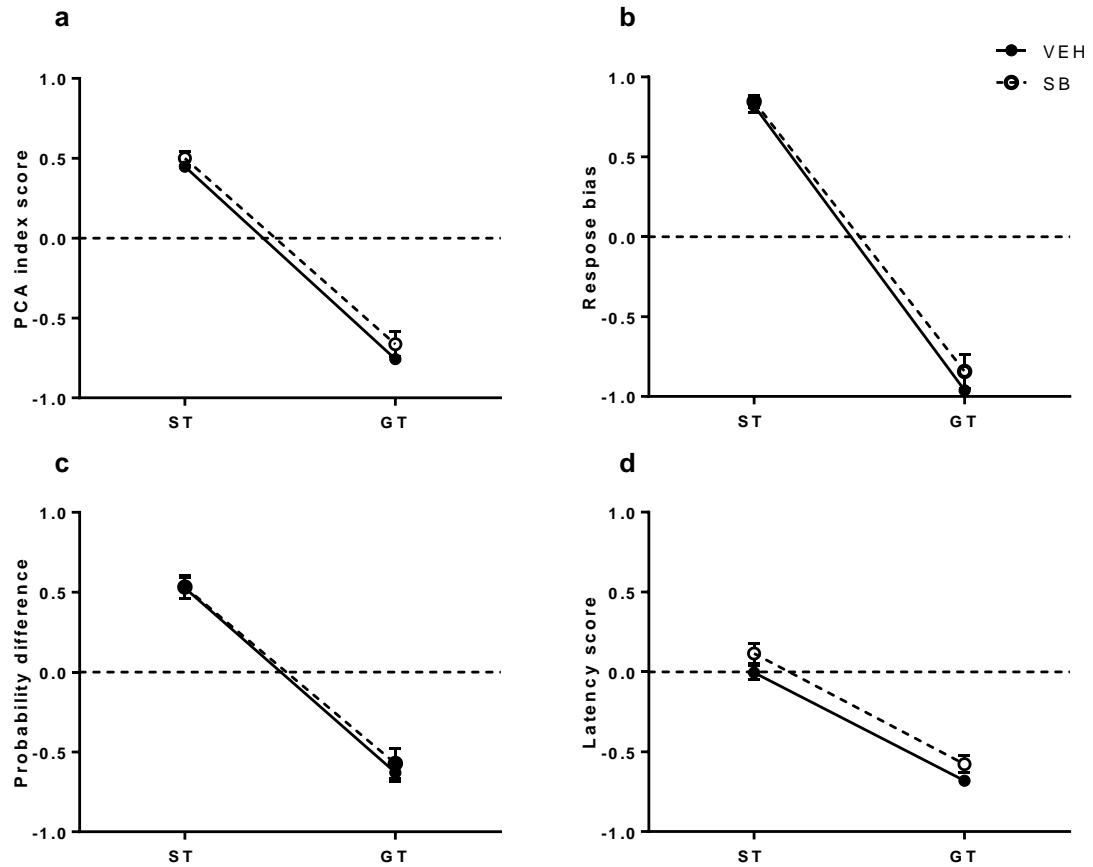 a
PCA index score
1.0
0.5
0.0
-0.5
-1.0
ST GT
b
VEH
SB
Respose bias
1.0
0.5
0.0
-0.5
-1.0
ST GT
c
Probability difference
1.0
0.5
0.0
-0.5
-1.0
ST GT
d
Latency score
1.0
0.5
0.0
-0.5
-1.0
ST GT